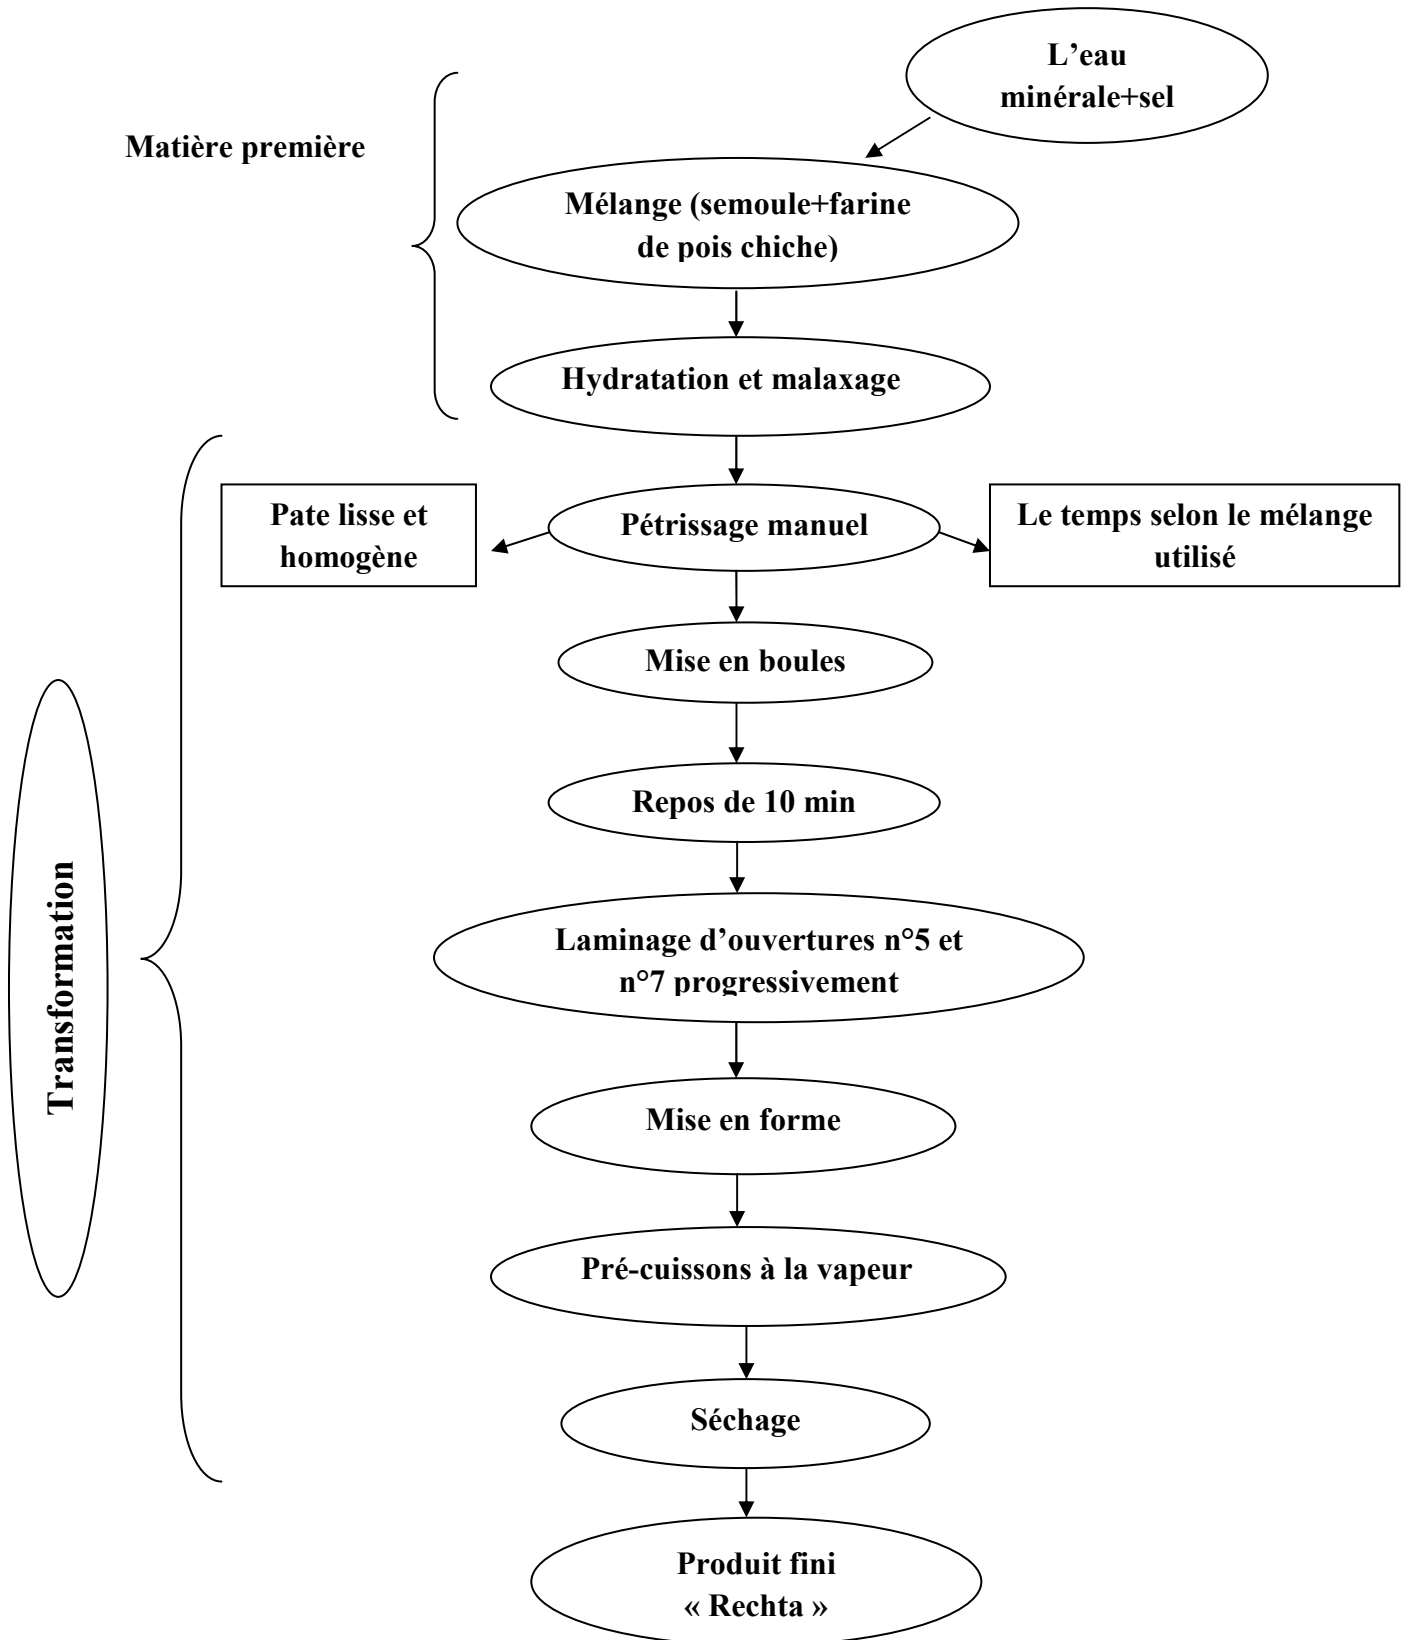 L’eau
minérale+sel
Matière première
Mélange (semoule+farine
de pois chiche)
Hydratation et malaxage
Pate lisse et
homogène
Pétrissage manuel
Le temps selon le mélange
utilisé
Mise en boules
Repos de 10 min
Laminage d’ouvertures n°5 et
n°7 progressivement
Transformation
Mise en forme
Pré-cuissons à la vapeur
Séchage
Produit fini
« Rechta »